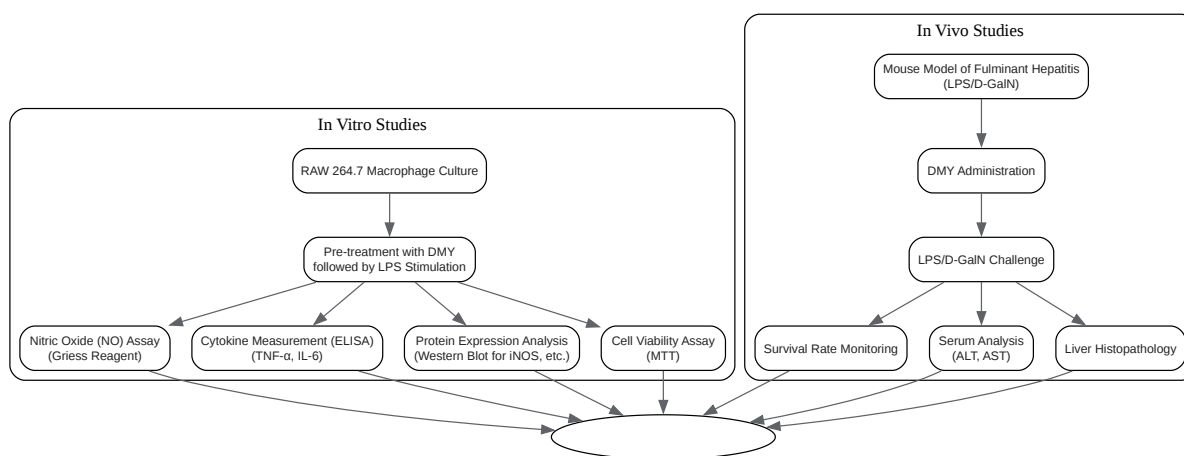 In Vitro Studies
RAW 264.7 Macrophage Culture
Pre-treatment with DMY
followed by LPS Stimulation
Nitric Oxide (NO) Assay
(Griess Reagent)
Cytokine Measurement (ELISA)
(TNF-α, IL-6)
Protein Expression Analysis
(Western Blot for iNOS, etc.)
Cell Viability Assay
(MTT)
In Vivo Studies
Mouse Model of Fulminant Hepatitis
(LPS/D-GalN)
DMY Administration
LPS/D-GalN Challenge
Survival Rate Monitoring
Serum Analysis
(ALT, AST)
Liver Histopathology